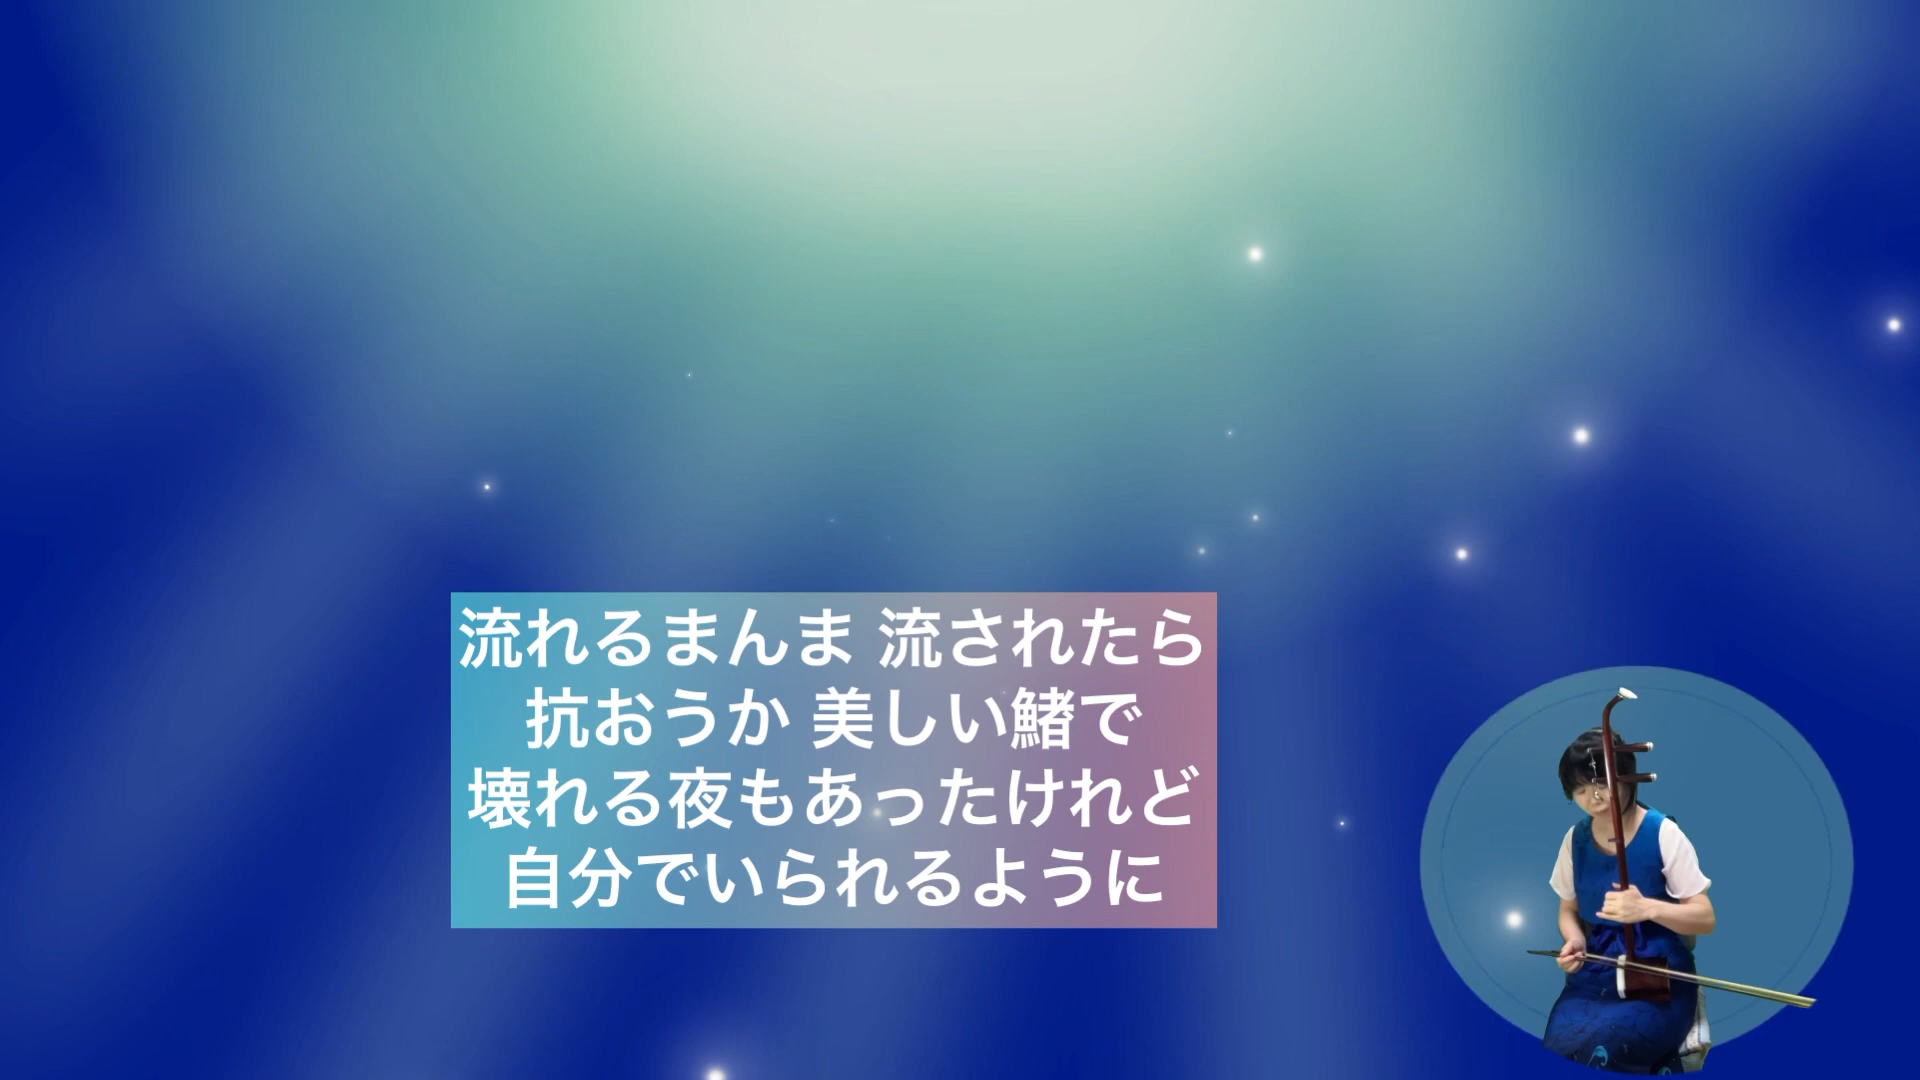 流れるまんま 流されたら
抗おうか 美しい鰭で
壊れる夜もあったけれど
自分でいられるように